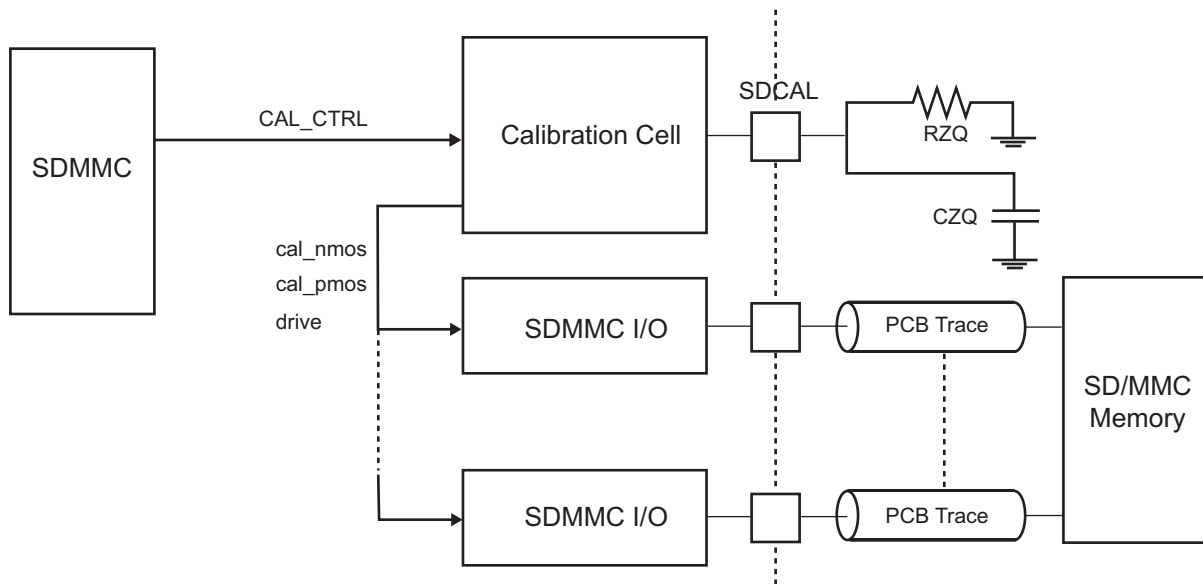 SDMMC
CAL_CTRL
Calibration Cell
SDCAL
RZQ
CZQ
cal_nmos
cal_pmos
drive
SDMMC I/O
PCB Trace
SD/MMC
Memory
SDMMC I/O
PCB Trace